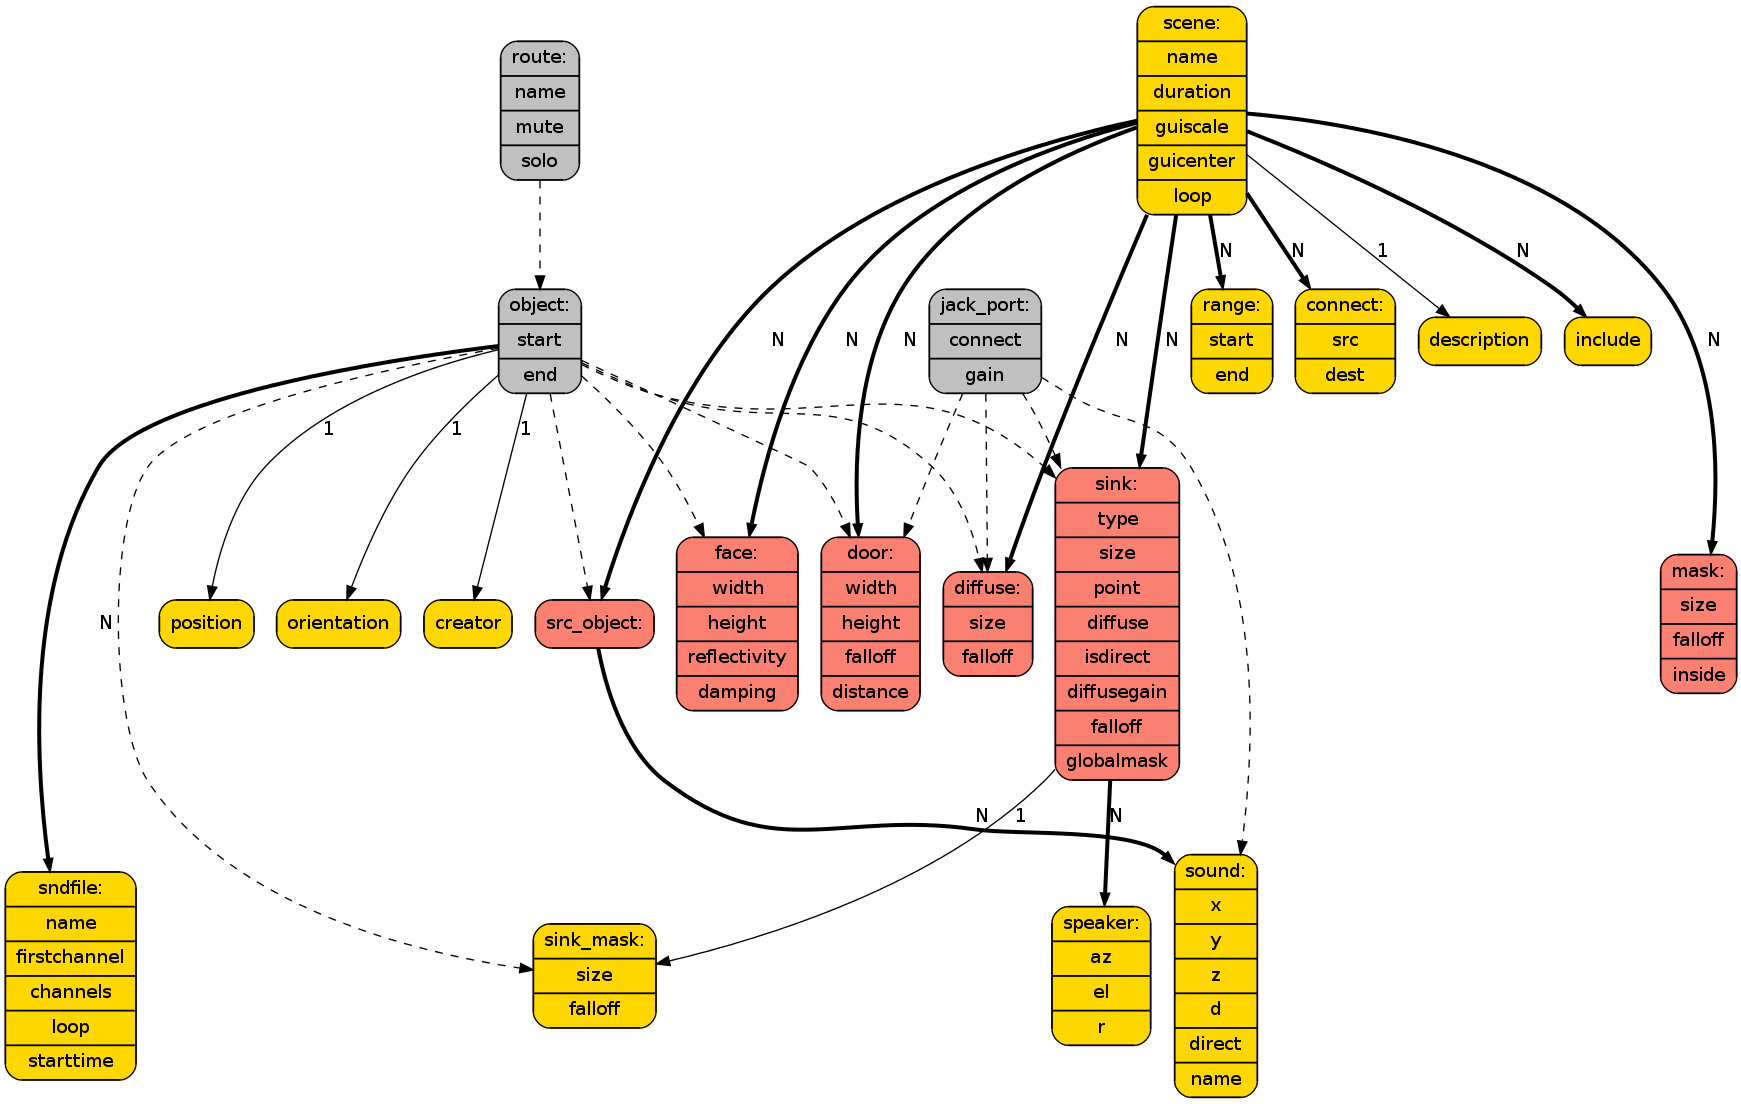 scene:
name
duration
guiscale
guicenter
loop
route:
name
mute
solo
N
N
1
N
object:
start
end
jack_port:
connect
gain
range:
start
end
connect:
src
dest
description
include
N
N
N
N
N
N
1
1
1
sink:
type
size
point
diffuse
isdirect
diffusegain
falloff
globalmask
face:
width
height
reflectivity
damping
door:
width
height
falloff
distance
diffuse:
size
falloff
mask:
size
falloff
inside
N
position
orientation
creator
src_object:
N
1
N
sndfile:
name
firstchannel
channels
loop
starttime
sink_mask:
size
falloff
speaker:
az
el
r
sound:
x
y
z
d
direct
name